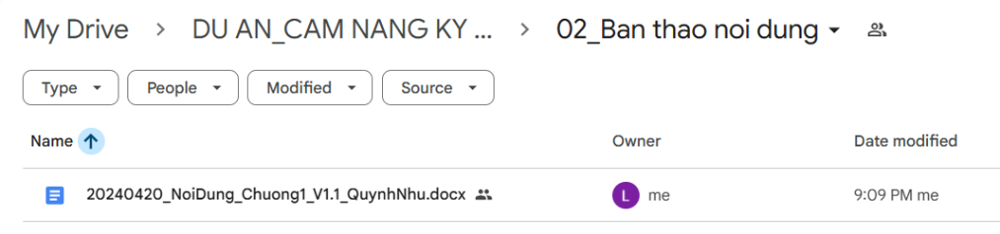 My Drive > DU AN_CAM NANG KY ... > 02_Ban thao noi dung
Type People Modified Source
Name Owner Date modified
20240420_NoiDung_Chuong1_V1.1_QuynhNhu.docx L me 9:09 PM me